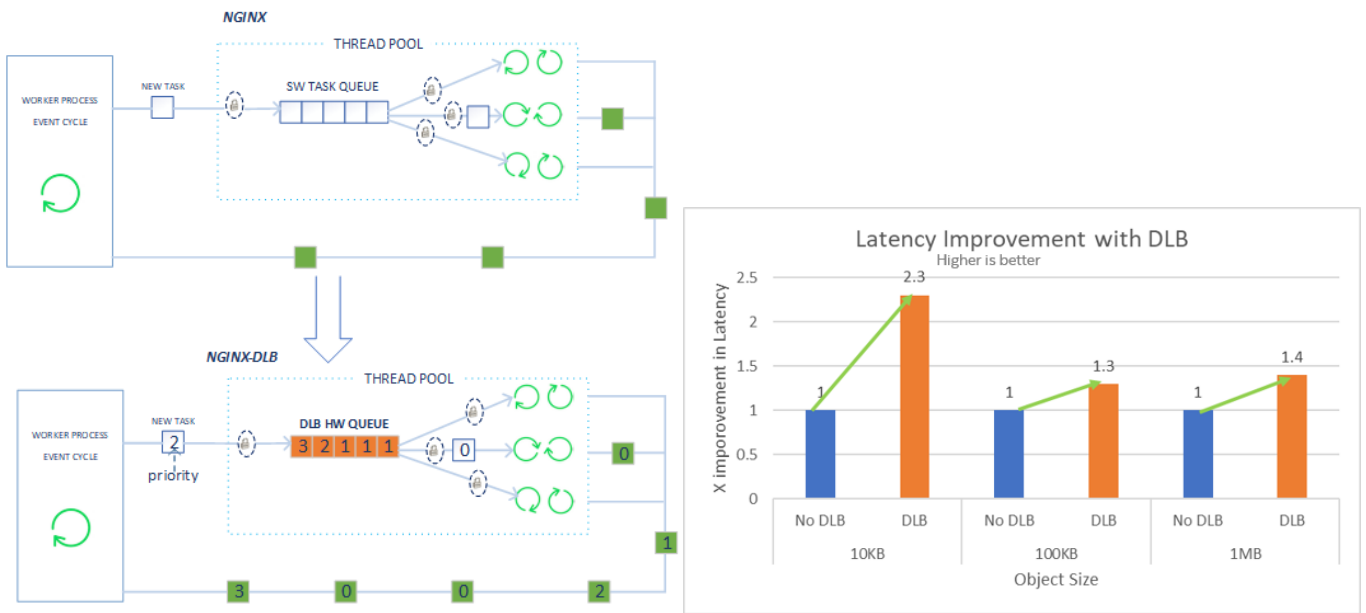 NGINX
THREAD POOL
WORKER PROCESS
EVENT CYCLE
NEW TASK
SW TASK QUEUE
NGINX-DLB
THREAD POOL
WORKER PROCESS
EVENT CYCLE
NEW TASK
2
priority
DLB HW QUEUE
3 2 1 1 1
0
0
1
3 0 0 2
Latency Improvement with DLB
Higher is better
X imporovement in Latency
2.5
2
1.5
1
0.5
0
1 2.3 1 1.3 1 1.4
No DLB DLB No DLB DLB No DLB DLB
10KB 100KB 1MB
Object Size